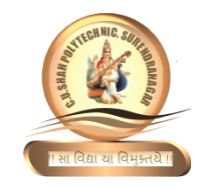 C.U.SHAH POLYTECHNIC, SURENDRANAGAR
!! सा विद्या या विमुक्तये !!